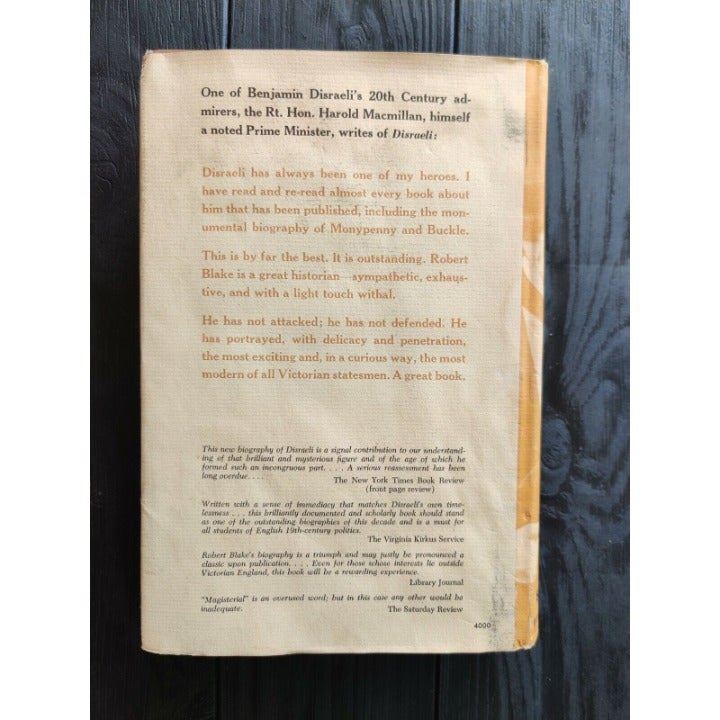 One of Benjamin Disraeli's 20th Century ad-
mirers, the Rt. Hon. Harold Macmillan, himself
a noted Prime Minister, writes of Disraeli:
Disraeli has always been one of my heroes. I
have read and re-read almost every book about
him that has been published, including the mon-
umental biography of Monypenny and Buckle.
This is by far the best. It is outstanding. Robert
Blake is a great historian—sympathetic, exhaus-
tive, and with a light touch withal.
He has not attacked; he has not defended. He
has portrayed, with delicacy and penetration,
the most exciting and, in a curious way, the most
modern of all Victorian statesmen. A great book.
This new biography of Disraeli is a signal contribution to our understand-
ing of that brilliant and mysterious figure and of the age of which he
formed such an incongruous part. . . . A serious reassessment has been
long overdue. . . .
The New York Times Book Review
(front page review)
Written with a sense of immediacy that matches Disraeli's own time-
lessness . . . this brilliantly documented and scholarly book should stand
as one of the outstanding biographies of this decade and is a must for
all students of English 19th-century politics.
The Virginia Kirkus Service
Robert Blake's biography is a triumph and may justly be pronounced a
classic upon publication. . . . Even for those whose interests lie outside
Victorian England, this book will be a rewarding experience.
Library Journal
"Magisterial" is an overused word; but in this case any other would be
inadequate. The Saturday Review
4000